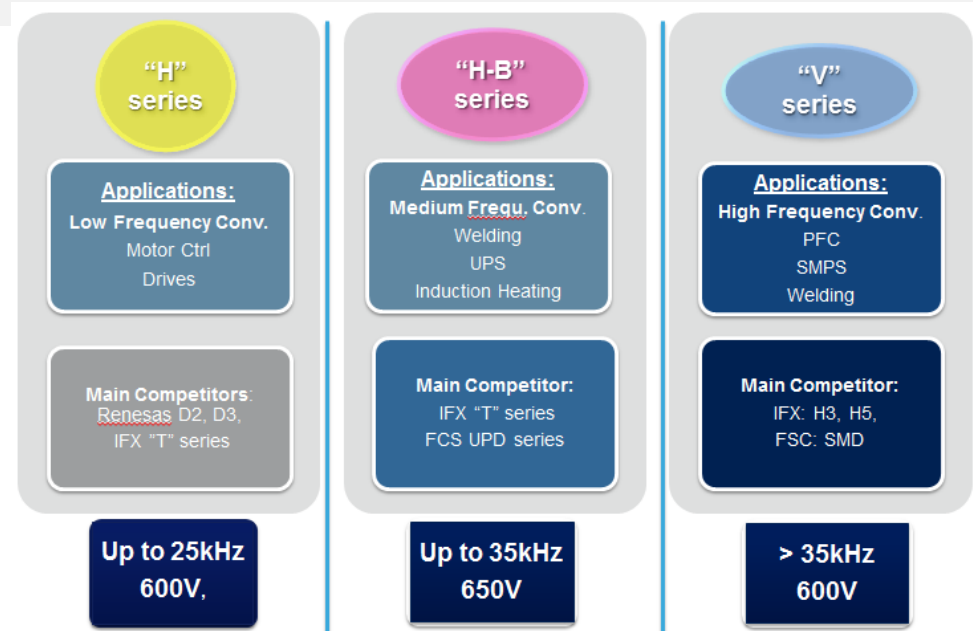 “H”
series
Applications:
Low Frequency Conv.
Motor Ctrl
Drives
Main Competitors:
Renesas D2, D3,
IFX ”T” series
Up to 25kHz
600V,
“H-B”
series
Applications:
Medium Frequ. Conv.
Welding
UPS
Induction Heating
Main Competitor:
IFX “T” series
FCS UPD series
Up to 35kHz
650V
“V”
series
Applications:
High Frequency Conv.
PFC
SMPS
Welding
Main Competitor:
IFX: H3, H5,
FSC: SMD
> 35kHz
600V